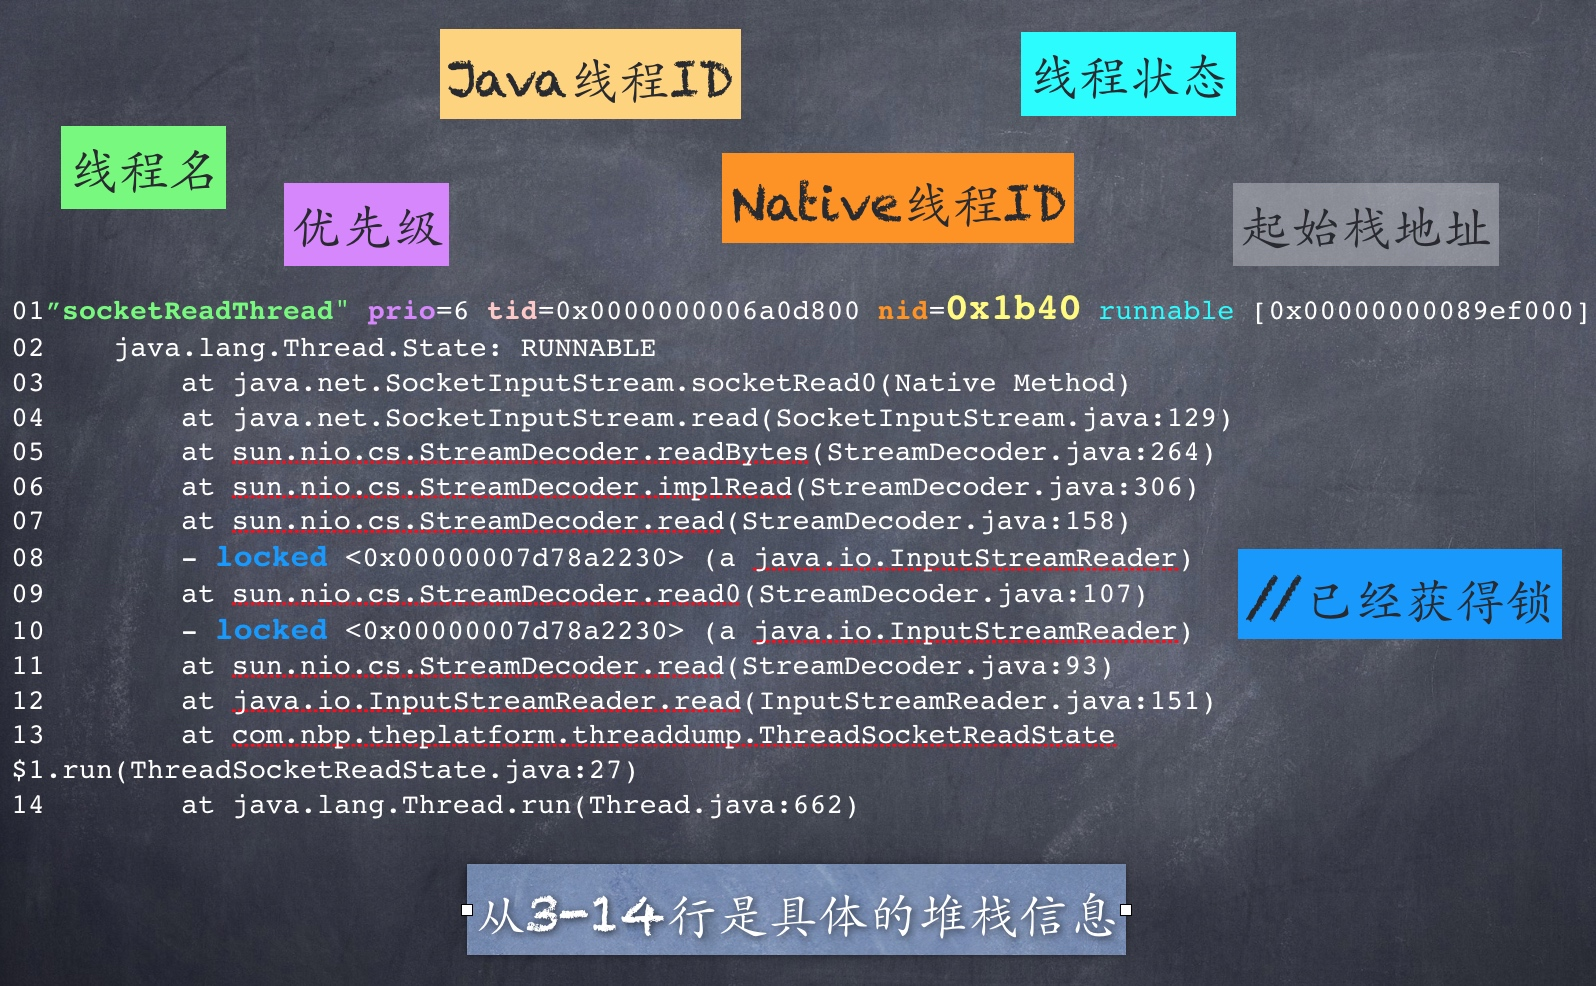 Java线程ID
线程状态
线程名
优先级
Native线程ID
起始栈地址
01”socketReadThread" prio=6 tid=0x0000000006a0d800 nid=0x1b40 runnable [0x00000000089ef000]
02 java.lang.Thread.State: RUNNABLE
03 at java.net.SocketInputStream.socketRead0(Native Method)
04 at java.net.SocketInputStream.read(SocketInputStream.java:129)
05 at sun.nio.cs.StreamDecoder.readBytes(StreamDecoder.java:264)
06 at sun.nio.cs.StreamDecoder.implRead(StreamDecoder.java:306)
07 at sun.nio.cs.StreamDecoder.read(StreamDecoder.java:158)
08 - locked <0x00000007d78a2230> (a java.io.InputStreamReader)
09 at sun.nio.cs.StreamDecoder.read0(StreamDecoder.java:107)
10 - locked <0x00000007d78a2230> (a java.io.InputStreamReader)
//已经获得锁
11 at sun.nio.cs.StreamDecoder.read(StreamDecoder.java:93)
12 at java.io.InputStreamReader.read(InputStreamReader.java:151)
13 at com.nbp.theplatform.threaddump.ThreadSocketReadState
$1.run(ThreadSocketReadState.java:27)
14 at java.lang.Thread.run(Thread.java:662)
从3-14行是具体的堆栈信息